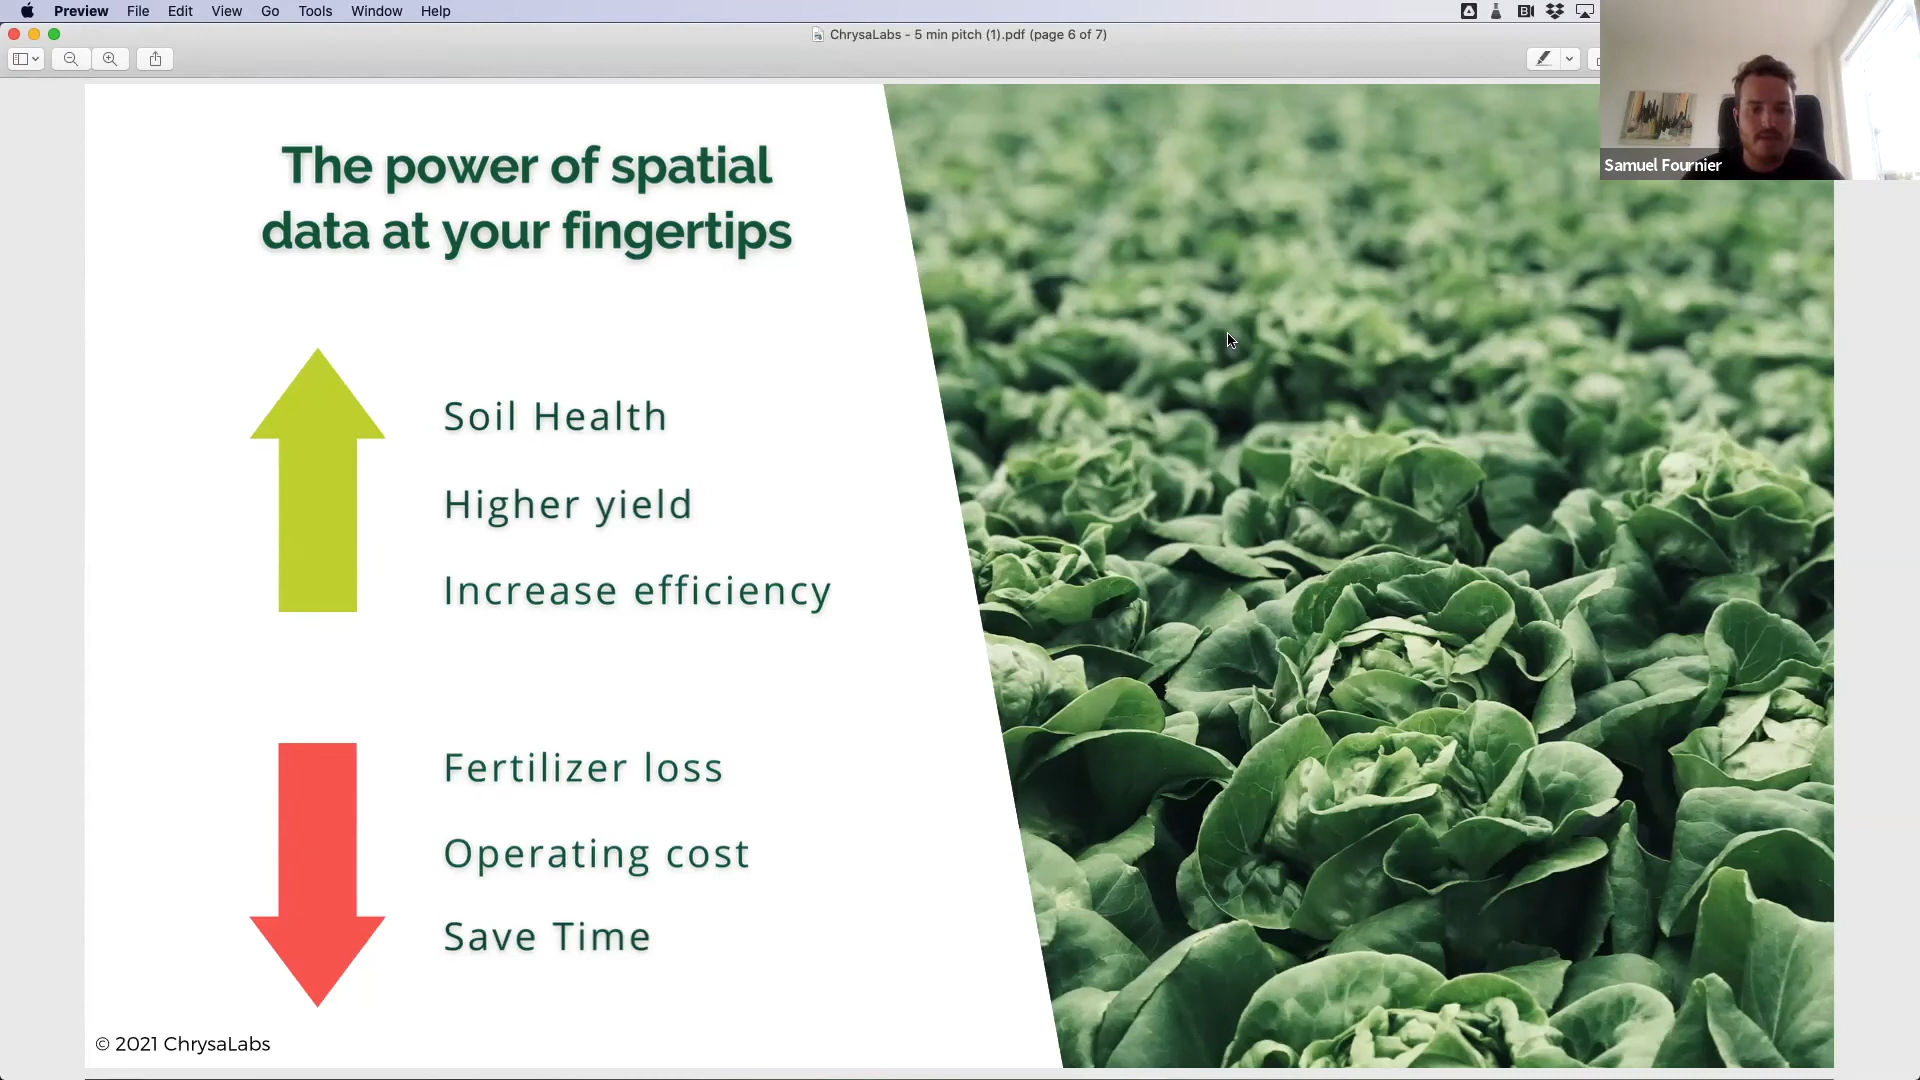 Preview File Edit View Go Tools Window Help
ChrysaLabs - 5 min pitch (1).pdf (page 6 of 7)
Samuel Fournier
The power of spatial
data at your fingertips
Soil Health
Higher yield
Increase efficiency
Fertilizer loss
Operating cost
Save Time
© 2021 ChrysaLabs